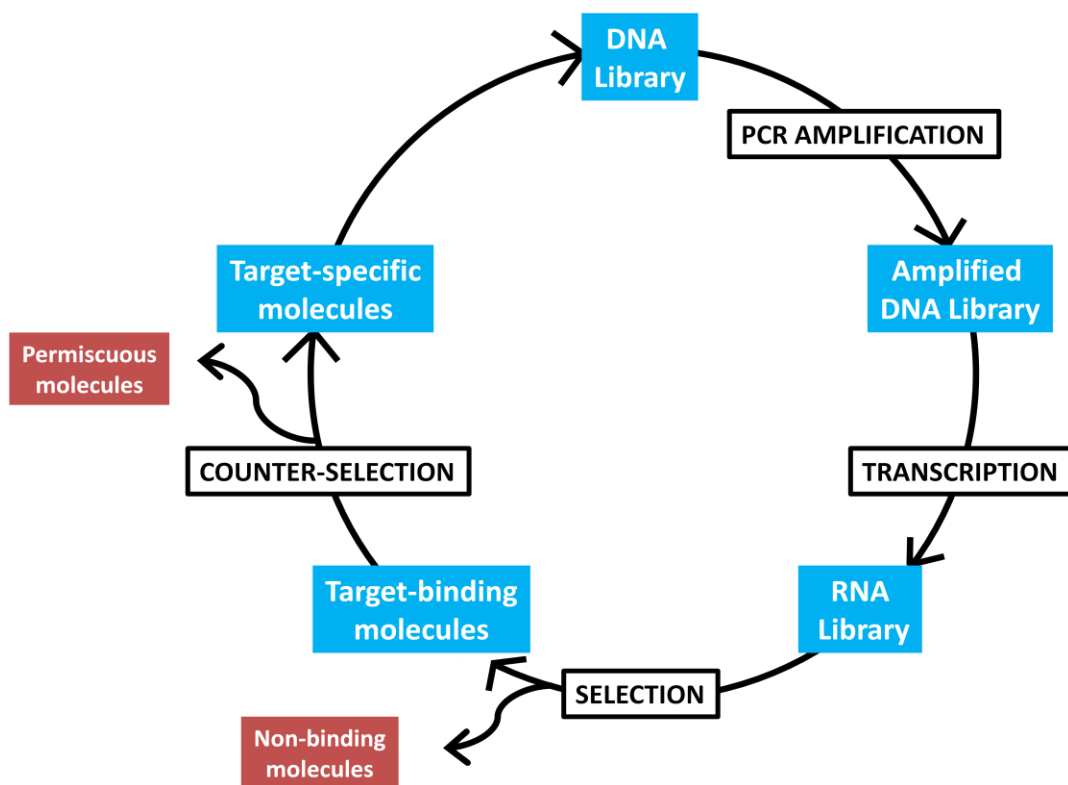 DNA
Library
PCR AMPLIFICATION
Target-specific
molecules
Amplified
DNA Library
Permiscuous
molecules
COUNTER-SELECTION
TRANSCRIPTION
Target-binding
molecules
RNA
Library
SELECTION
Non-binding
molecules